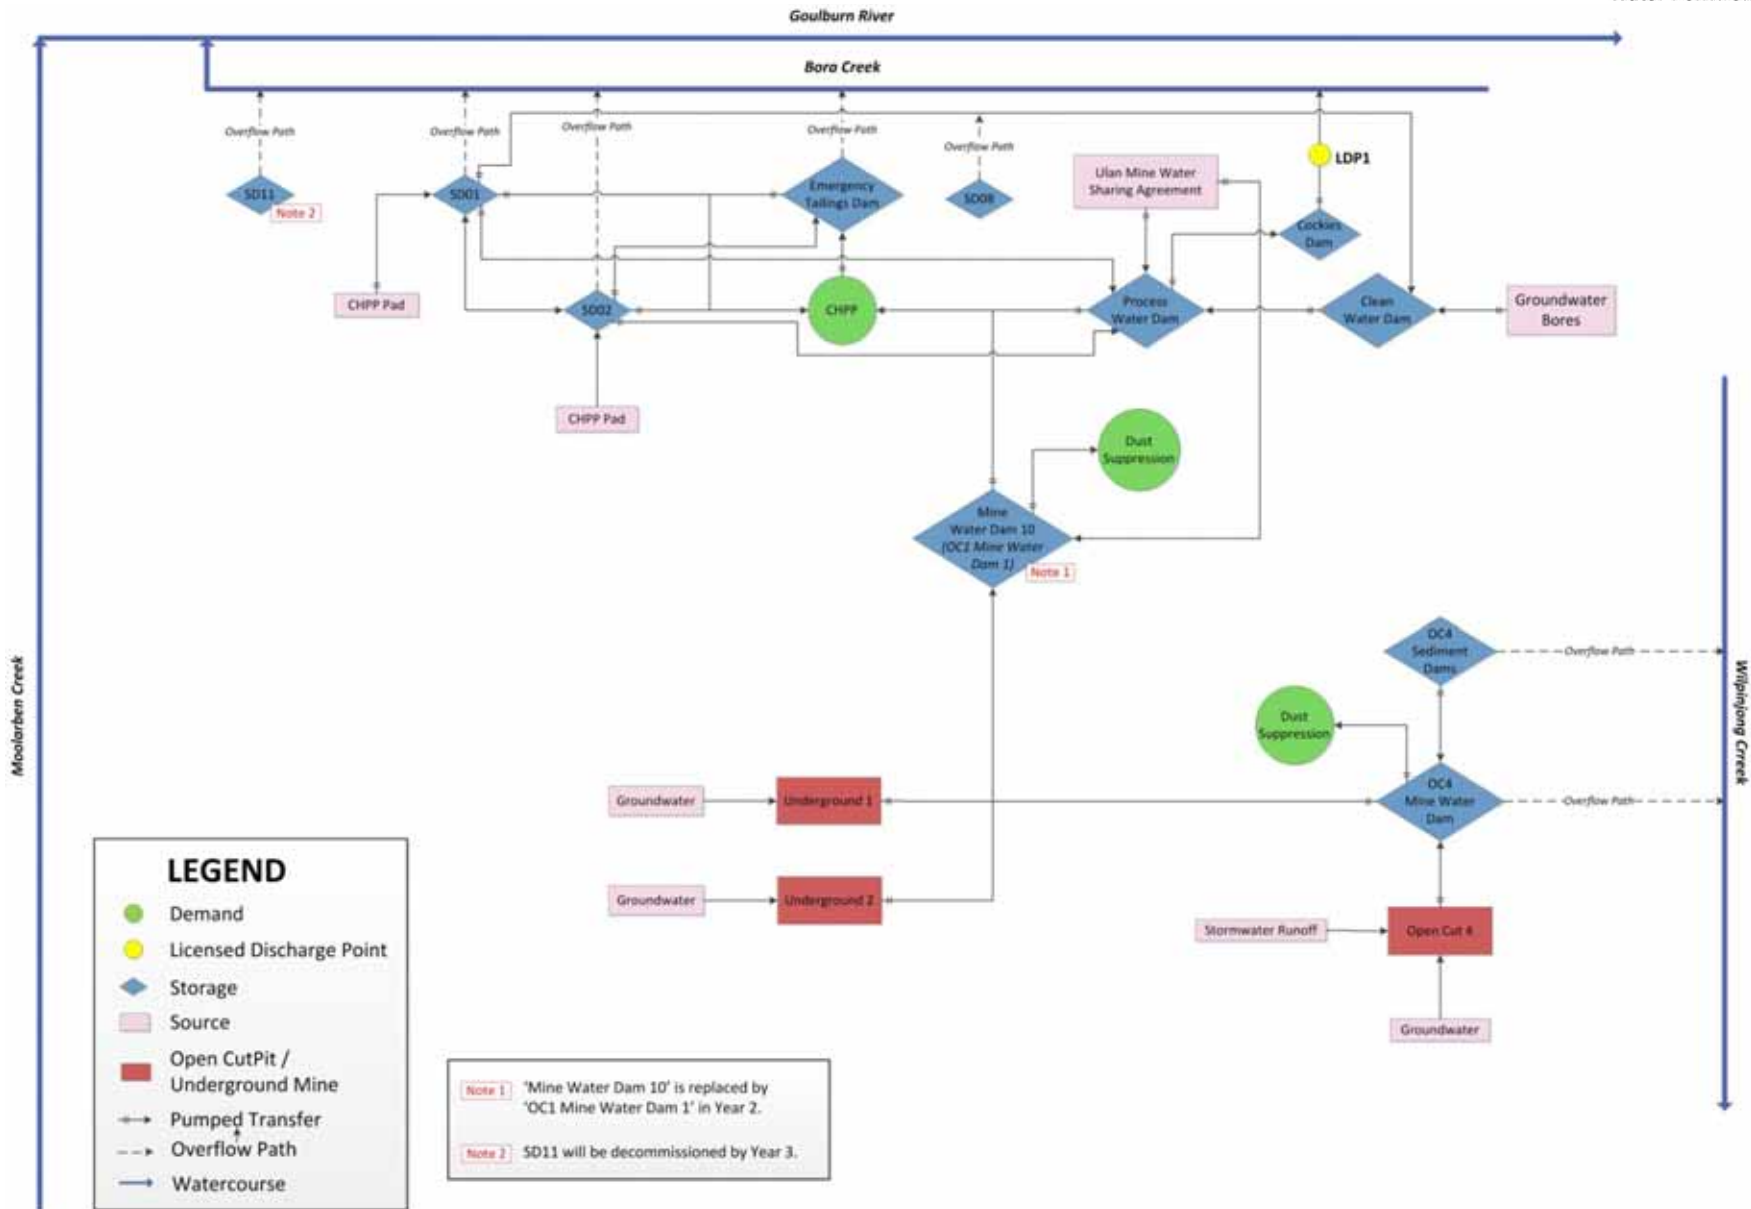 Goulburn River
Bora Creek
Overflow Path
Overflow Path
Overflow Path
Overflow Path
Overflow Path
LDP1
SD11
Note 2
SD01
Emergency
Tailings Dam
SD08
Ulan Mine Water
Sharing Agreement
Cockies
Dam
CHPP Pad
SD02
CHPP
Process
Water Dam
Clean
Water Dam
Groundwater
Bores
CHPP Pad
Dust
Suppression
Mine
Water Dam 10
(OC1 Mine Water
Dam 1)
Note 1
Moolarben Creek
Wilpinjong Crreek
OC4
Sediment
Dams
Overflow Path
Dust
Suppression
OC4
Mine Water
Dam
Overflow Path
Groundwater
Underground 1
Groundwater
Underground 2
Stormwater Runoff
Open Cut 4
Groundwater
LEGEND
Demand
Licensed Discharge Point
Storage
Source
Open CutPit /
Underground Mine
Pumped Transfer
Overflow Path
Watercourse
Note 1 'Mine Water Dam 10' is replaced by
'OC1 Mine Water Dam 1' in Year 2.
Note 2 SD11 will be decommissioned by Year 3.